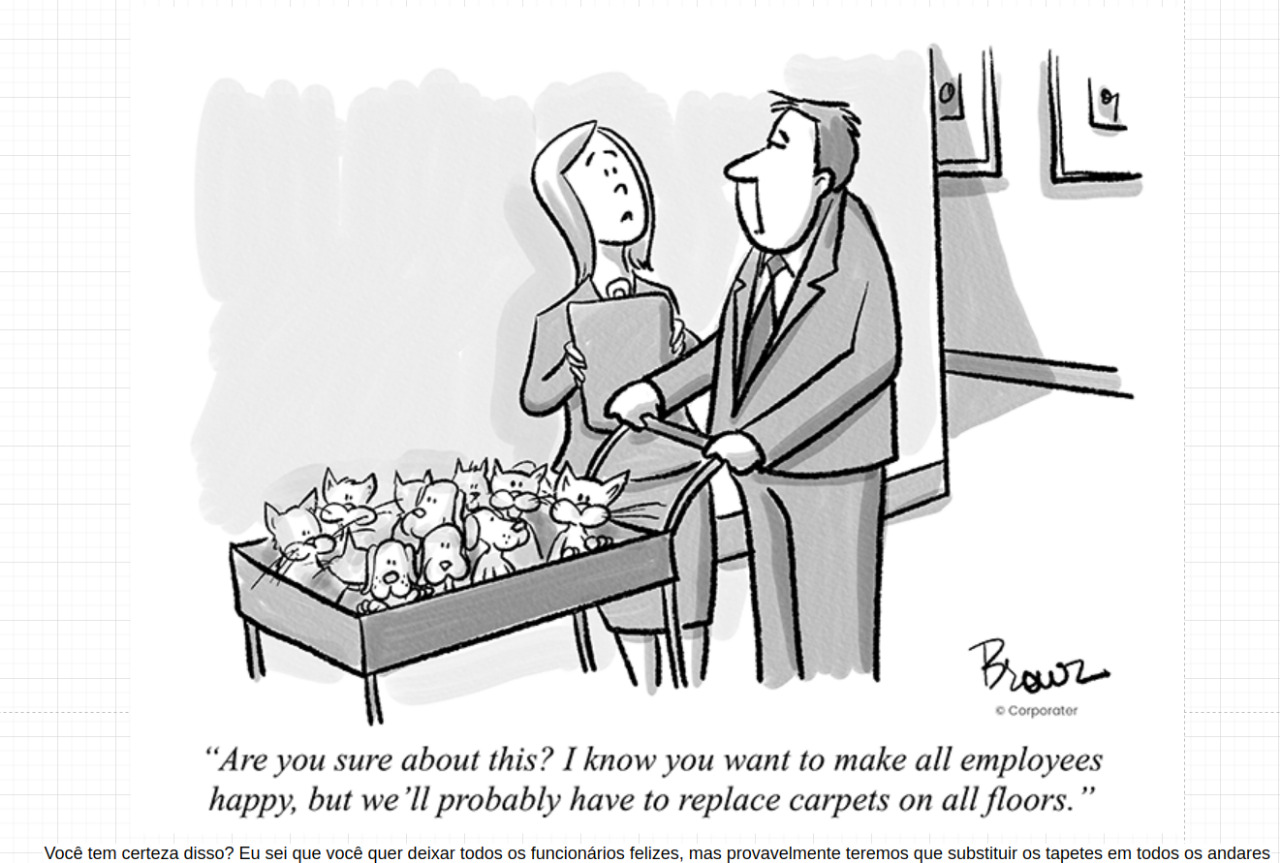 Brown
© Corporater
“Are you sure about this? I know you want to make all employees
happy, but we’ll probably have to replace carpets on all floors.”
Você tem certeza disso? Eu sei que você quer deixar todos os funcionários felizes, mas provavelmente teremos que substituir os tapetes em todos os andares